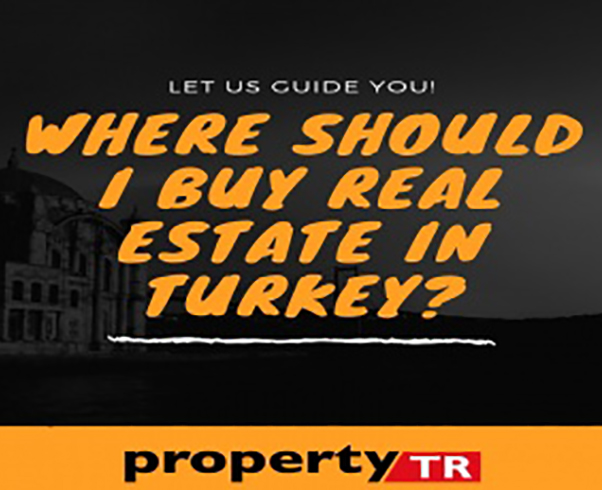 LET US GUIDE YOU!
WHERE SHOULD
I BUY REAL
ESTATE IN
TURKEY?
property TR